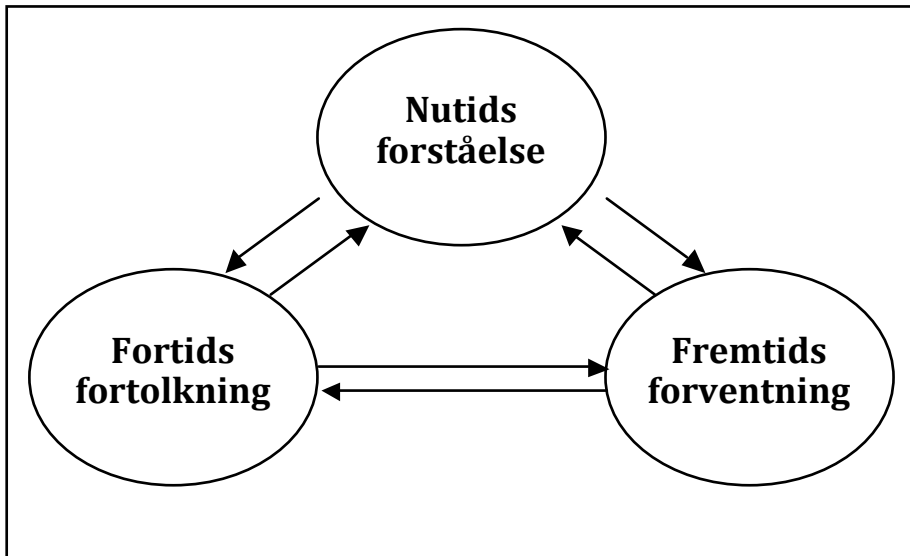 Nutids
forståelse
Fortids
fortolkning
Fremtids
forventning